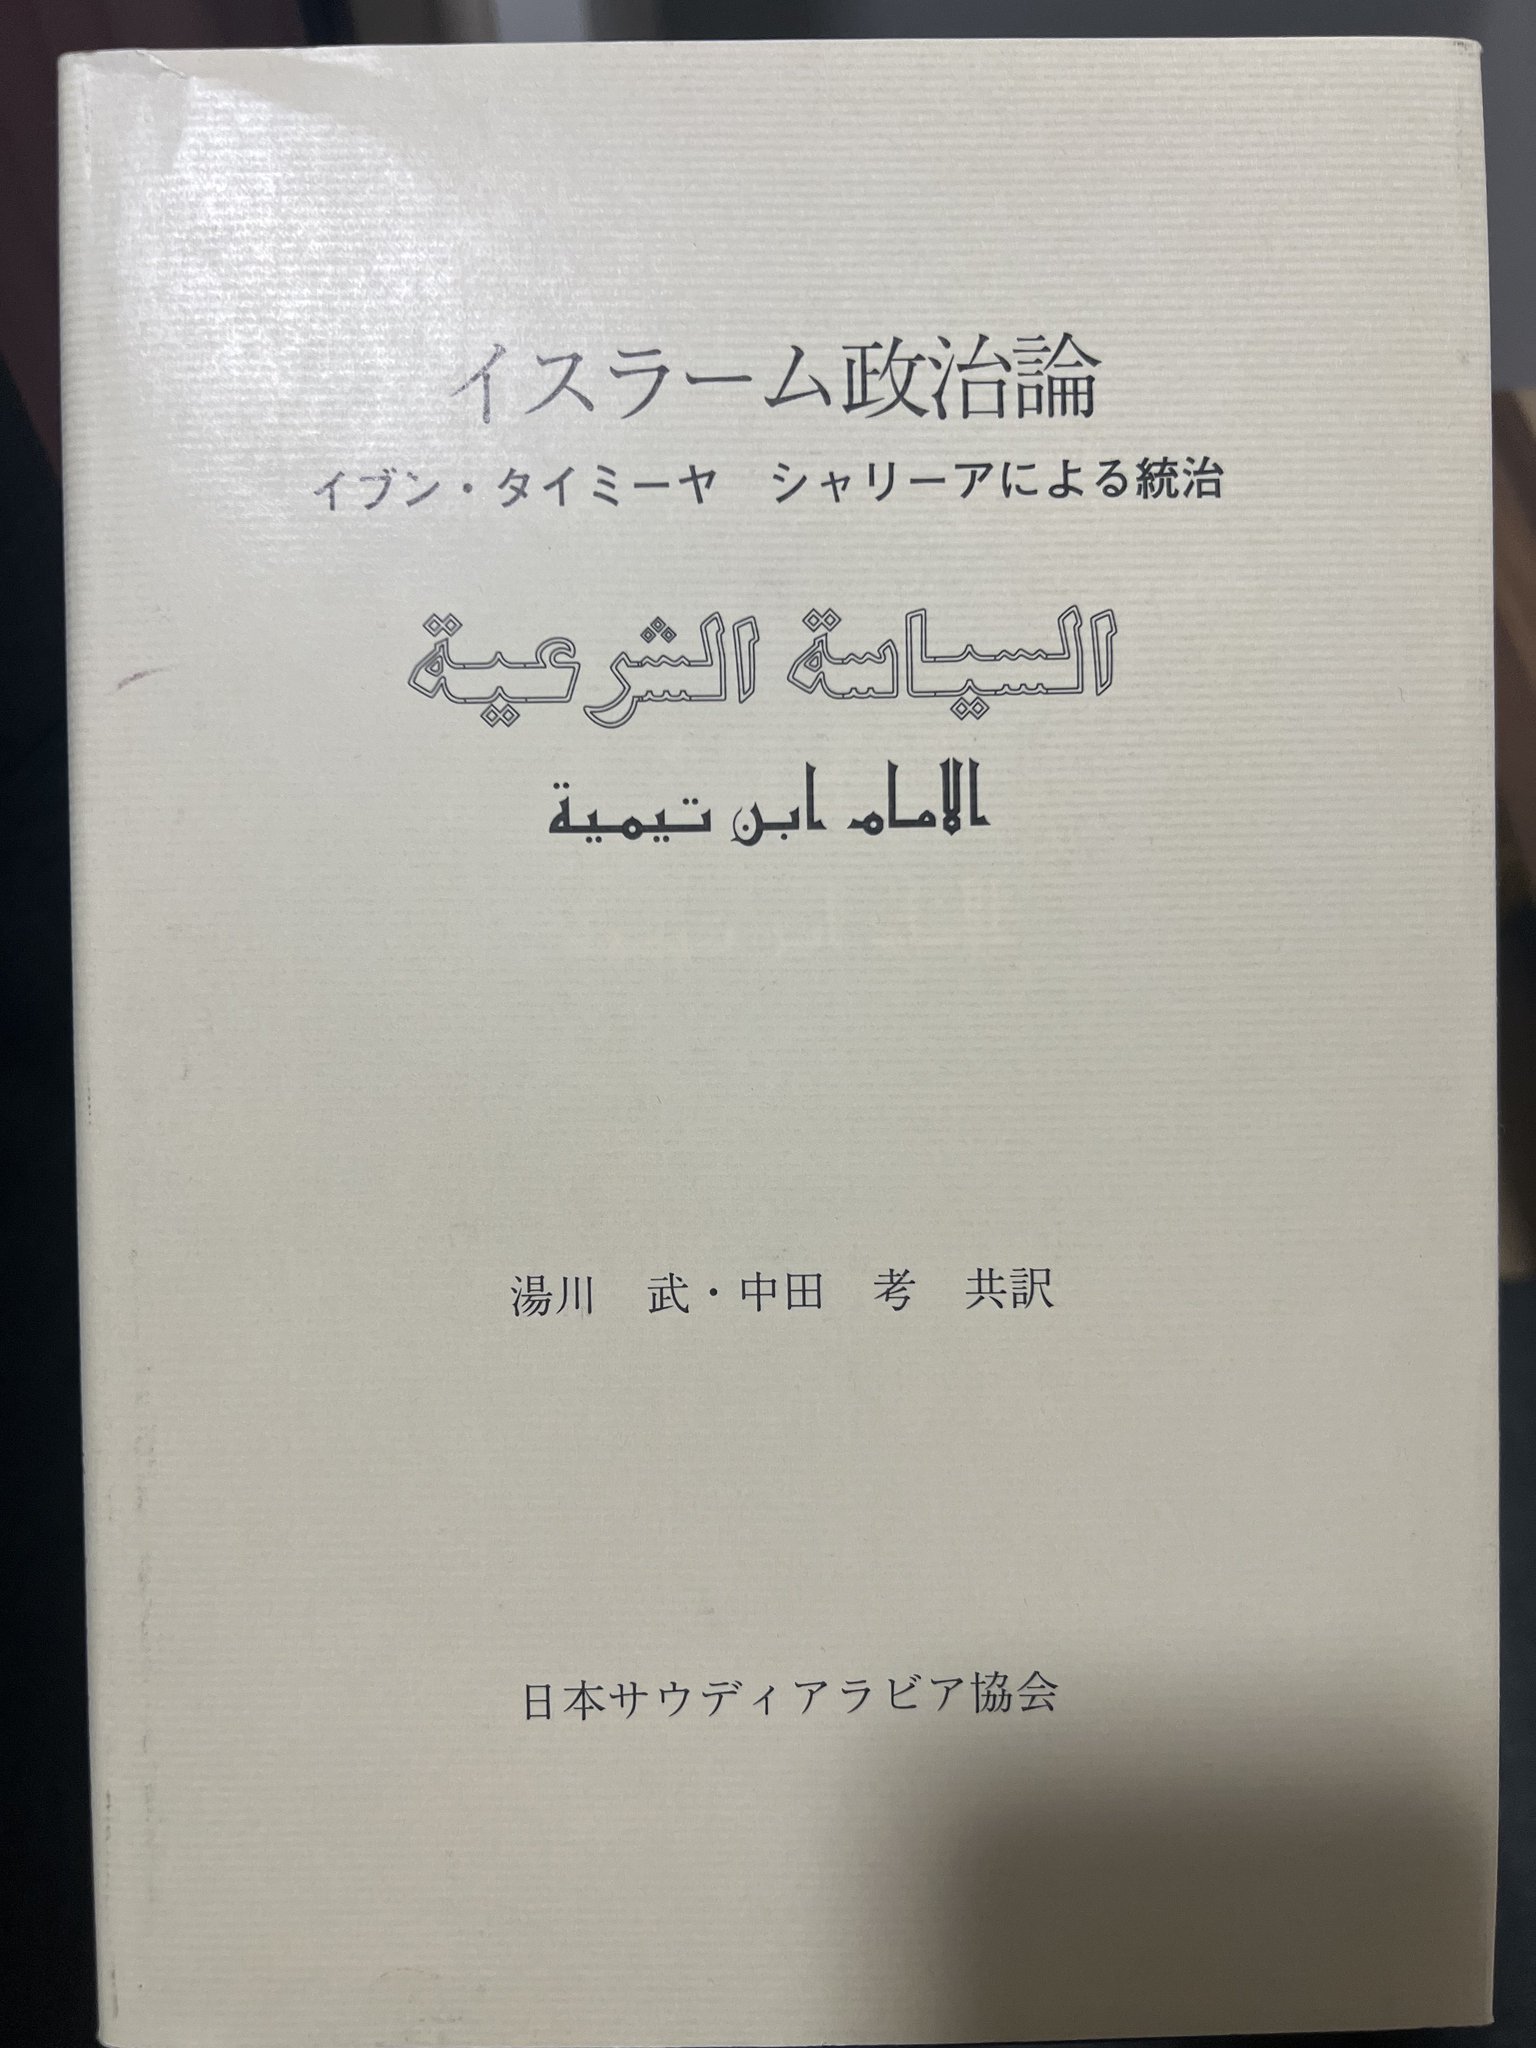 イスラーム政治論
イブン・タイミーヤ　シャリーアによる統治
السياسة الشرعية
الامام ابن تيمية
湯川　武・中田　考　共訳
日本サウディアラビア協会